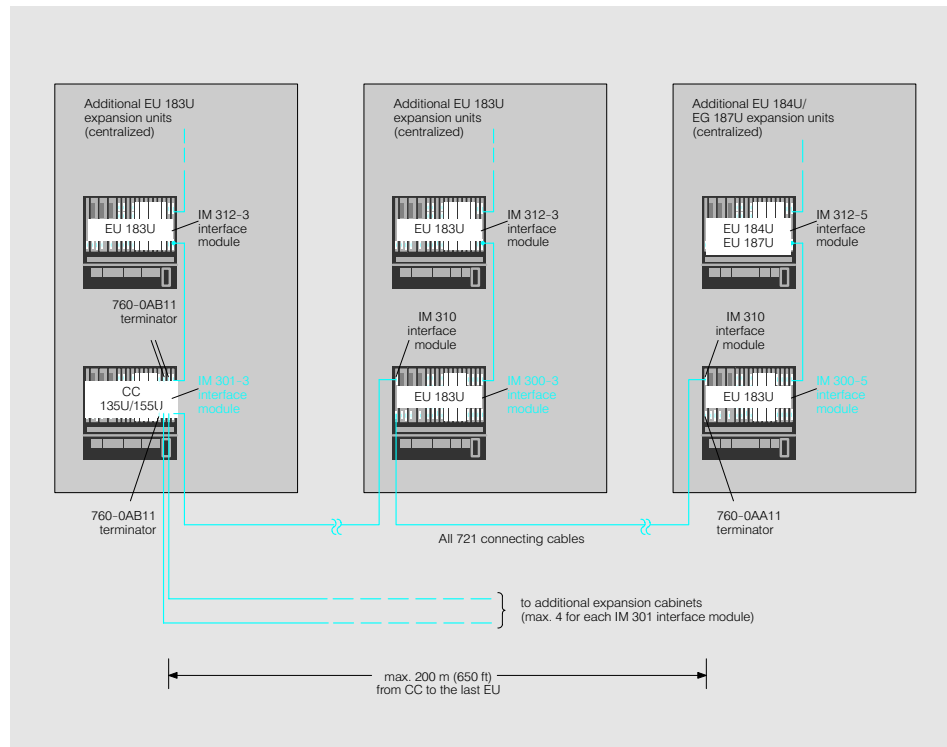 Additional EU 183U
expansion units
(centralized)
EU 183U
IM 312-3
interface
module
760-0AB11
terminator
CC
135U/155U
IM 301-3
interface
module
760-0AB11
terminator
Additional EU 183U
expansion units
(centralized)
EU 183U
IM 312-3
interface
module
IM 310
interface
module
EU 183U
IM 300-3
interface
module
Additional EU 184U/
EG 187U expansion units
(centralized)
EU 184U
EU 187U
IM 312-5
interface
module
IM 310
interface
module
EU 183U
IM 300-5
interface
module
760-0AA11
terminator
All 721 connecting cables
to additional expansion cabinets
(max. 4 for each IM 301 interface module)
max. 200 m (650 ft)
from CC to the last EU